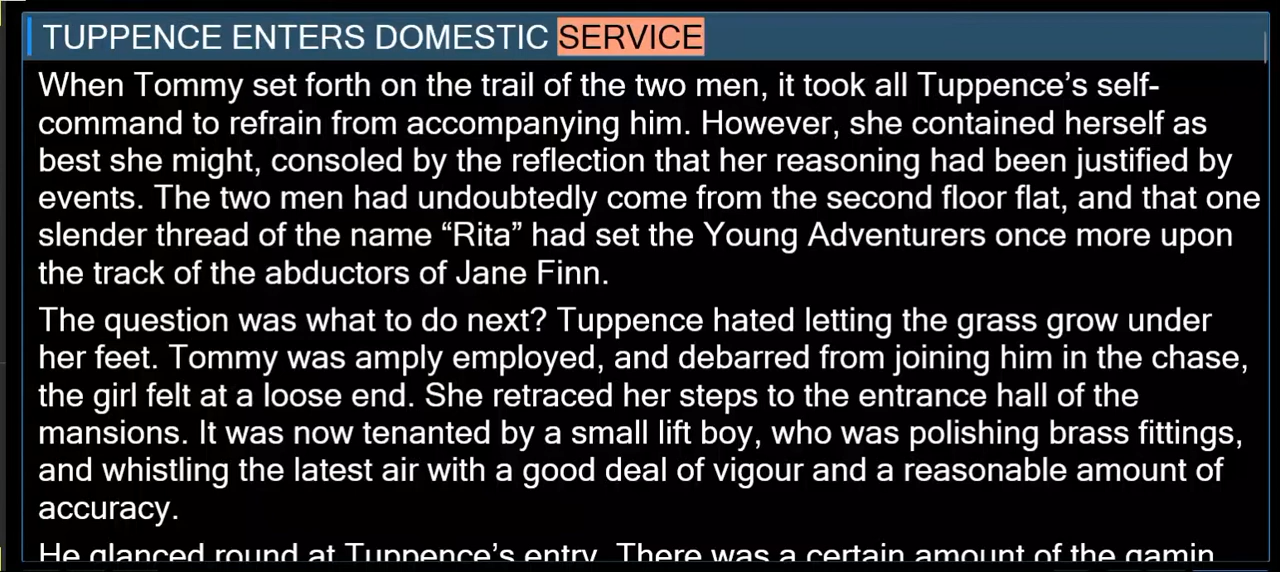 TUPPENCE ENTERS DOMESTIC SERVICE
When Tommy set forth on the trail of the two men, it took all Tuppence’s self-
command to refrain from accompanying him. However, she contained herself as
best she might, consoled by the reflection that her reasoning had been justified by
events. The two men had undoubtedly come from the second floor flat, and that one
slender thread of the name “Rita” had set the Young Adventurers once more upon
the track of the abductors of Jane Finn.
The question was what to do next? Tuppence hated letting the grass grow under
her feet. Tommy was amply employed, and debarred from joining him in the chase,
the girl felt at a loose end. She retraced her steps to the entrance hall of the
mansions. It was now tenanted by a small lift boy, who was polishing brass fittings,
and whistling the latest air with a good deal of vigour and a reasonable amount of
accuracy.
He glanced round at Tuppence’s entry. There was a certain amount of the gamin